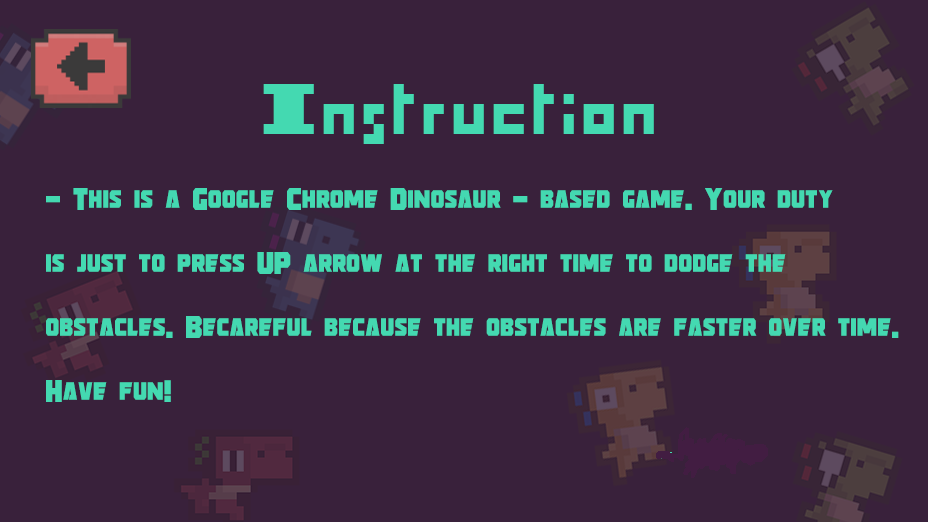 Instruction
- This is a Google Chrome Dinosaur - based game. Your duty
is just to press UP arrow at the right time to dodge the
obstacles. Becareful because the obstacles are faster over time.
Have fun!